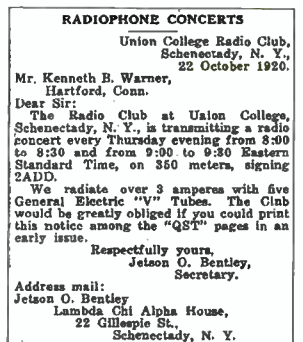 RADIOPHONE CONCERTS
Union College Radio Club,
Schenectady, N. Y.,
22 October 1920.
Mr. Kenneth B. Warner,
Hartford, Conn.
Dear Sir:
The Radio Club at Union College,
Schenectady, N. Y., is transmitting a radio
concert every Thursday evening from 8:00
to 8:30 and from 9:00 to 9:30 Eastern
Standard Time, on 350 meters, signing
2ADD.
We radiate over 3 amperes with five
General Electric "V" Tubes. The Club
would be greatly obliged if you could print
this notice among the "QST" pages in an
early issue.
Respectfully yours,
Jetson O. Bentley,
Secretary.
Address mail:
Jetson O. Bentley
Lambda Chi Alpha House,
22 Gillespie St.,
Schenectady, N. Y.